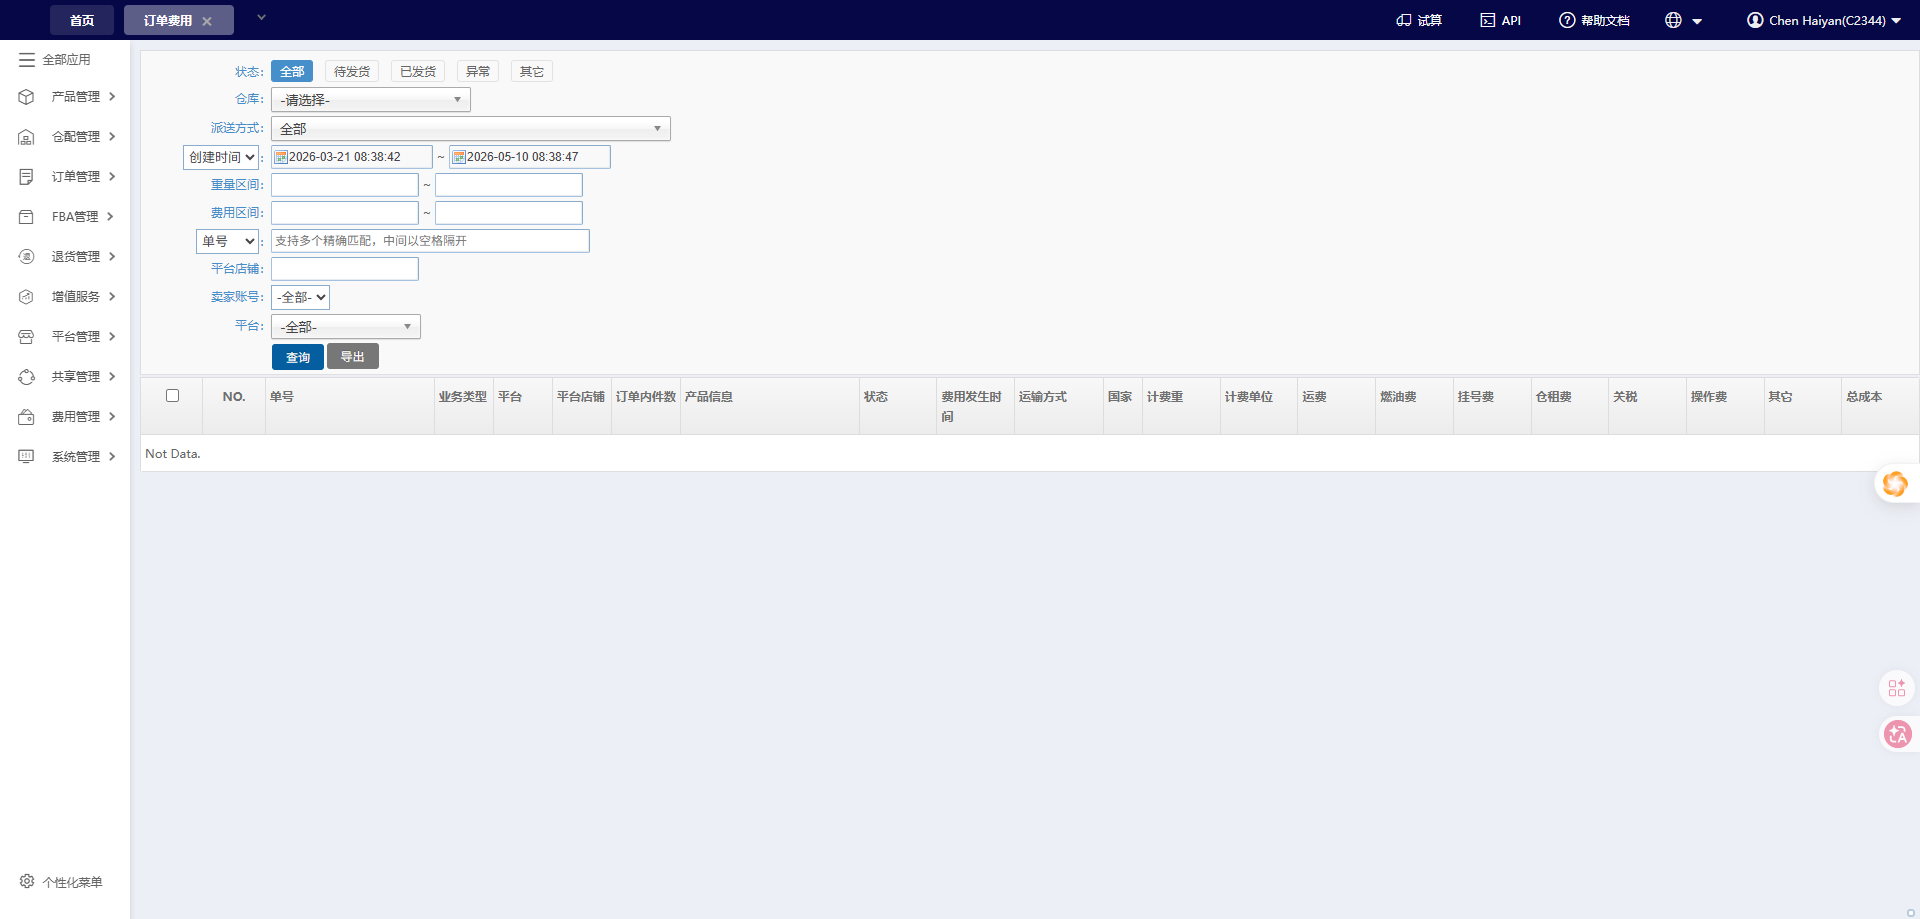 首页
订单费用
试算
API
帮助文档
Chen Haiyan(C2344)
全部应用
产品管理
仓配管理
订单管理
FBA管理
退货管理
增值服务
平台管理
共享管理
费用管理
系统管理
个性化菜单
状态: 全部 待发货 已发货 异常 其它
仓库: -请选择-
派送方式: 全部
创建时间 : 2026-03-21 08:38:42 ~ 2026-05-10 08:38:47
重量区间: ~
费用区间: ~
单号 : 支持多个精确匹配，中间以空格隔开
平台店铺:
卖家账号: -全部-
平台: -全部-
查询 导出
NO. 单号 业务类型 平台 平台店铺 订单内件数 产品信息 状态 费用发生时间 运输方式 国家 计费重 计费单位 运费 燃油费 挂号费 仓租费 关税 操作费 其它 总成本
Not Data.